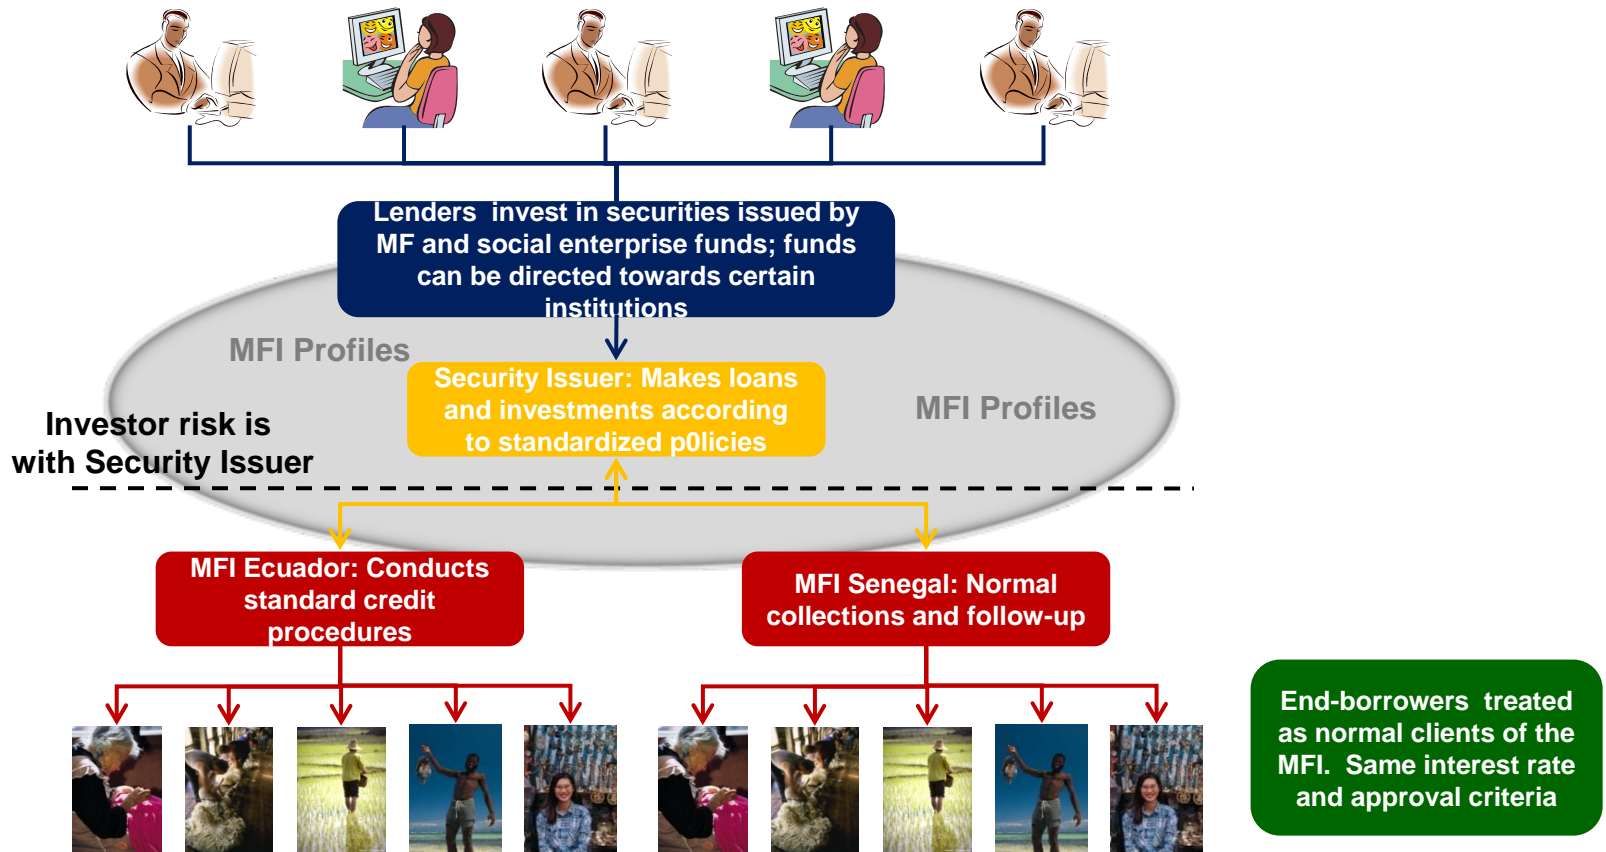 Lenders  invest in securities issued by
MF and social enterprise funds; funds
can be directed towards certain
institutions
MFI Profiles
Security Issuer: Makes loans
and investments according
to standardized p0licies
MFI Profiles
Investor risk is
with Security Issuer
MFI Ecuador: Conducts
standard credit
procedures
MFI Senegal: Normal
collections and follow-up
End-borrowers  treated
as normal clients of the
MFI.  Same interest rate
and approval criteria